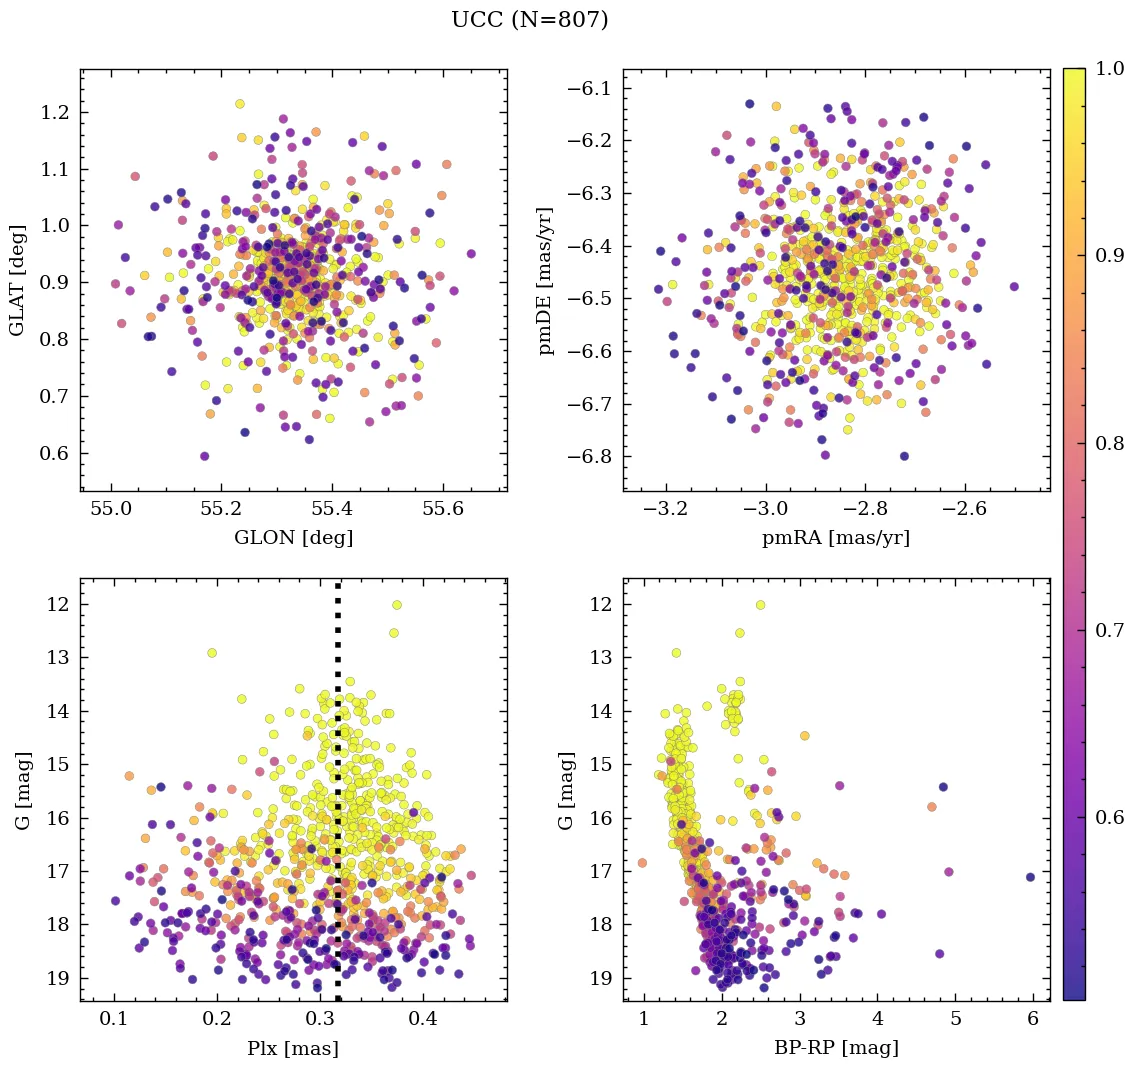 UCC (N=807)
1.2
1.1
1.0
0.9
0.8
0.7
0.6
GLAT [deg]
55.0 55.2 55.4 55.6
GLON [deg]
−6.1
−6.2
−6.3
−6.4
−6.5
−6.6
−6.7
−6.8
pmDE [mas/yr]
−3.2 −3.0 −2.8 −2.6
pmRA [mas/yr]
1.0
0.9
0.8
0.7
0.6
12
13
14
15
16
17
18
19
G [mag]
0.1 0.2 0.3 0.4
Plx [mas]
12
13
14
15
16
17
18
19
G [mag]
1 2 3 4 5 6
BP-RP [mag]